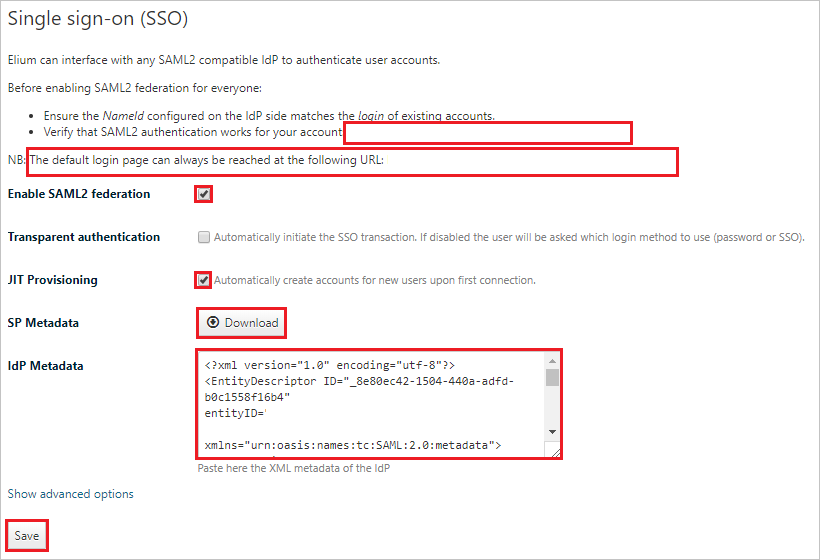 Single sign-on (SSO)
Elium can interface with any SAML2 compatible IdP to authenticate user accounts.
Before enabling SAML2 federation for everyone:
• Ensure the NameId configured on the IdP side matches the login of existing accounts.
• Verify that SAML2 authentication works for your account
NB: The default login page can always be reached at the following URL:
Enable SAML2 federation
Transparent authentication Automatically initiate the SSO transaction. If disabled the user will be asked which login method to use (password or SSO).
JIT Provisioning Automatically create accounts for new users upon first connection.
SP Metadata Download
IdP Metadata <?xml version="1.0" encoding="utf-8"?>
<EntityDescriptor ID="_8e80ec42-1504-440a-adfd-
b0c1558f16b4"
entityID='
xmlns="urn:oasis:names:tc:SAML:2.0:metadata">
Paste here the XML metadata of the IdP
Show advanced options
Save